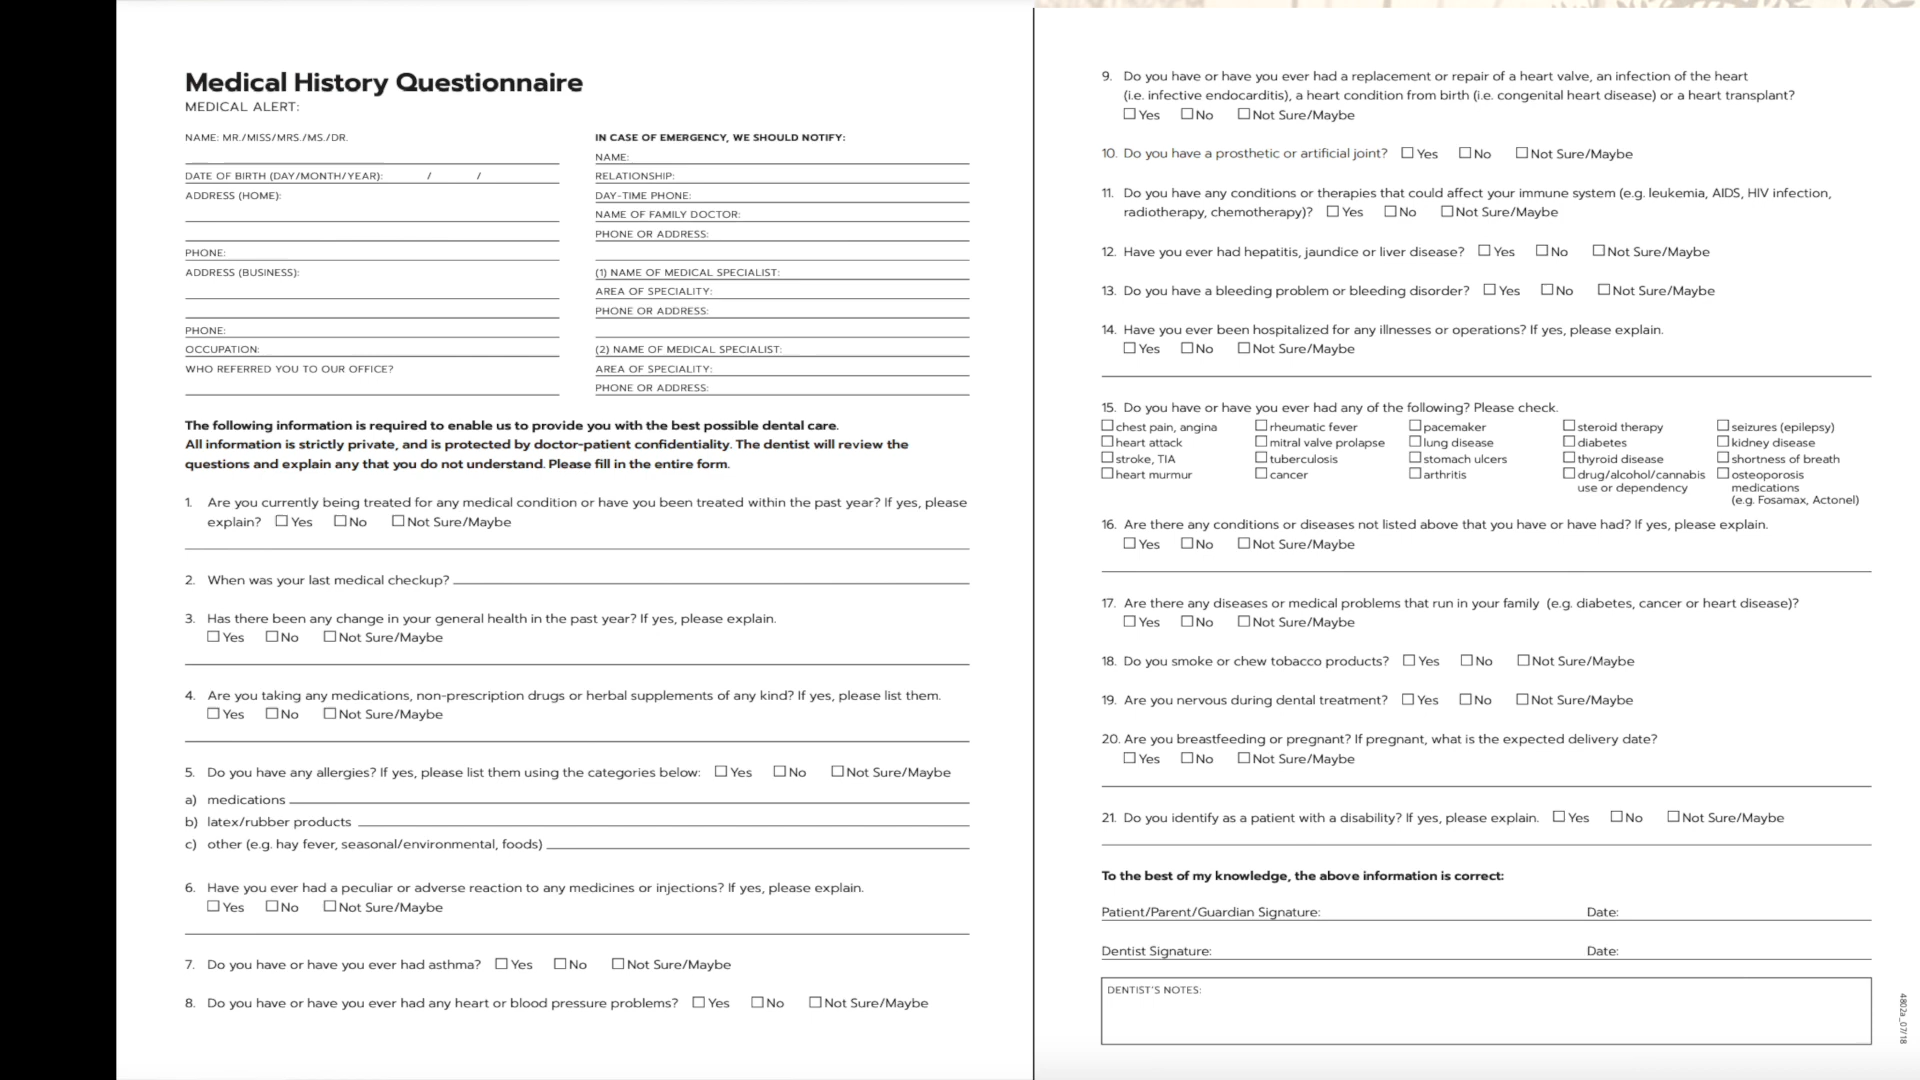 Medical History Questionnaire
MEDICAL ALERT:
NAME: MR./MISS/MRS./MS./DR.
DATE OF BIRTH (DAY/MONTH/YEAR): / /
ADDRESS (HOME):
PHONE:
ADDRESS (BUSINESS):
PHONE:
OCCUPATION:
WHO REFERRED YOU TO OUR OFFICE?
IN CASE OF EMERGENCY, WE SHOULD NOTIFY:
NAME:
RELATIONSHIP:
DAY-TIME PHONE:
NAME OF FAMILY DOCTOR:
PHONE OR ADDRESS:
(1) NAME OF MEDICAL SPECIALIST:
AREA OF SPECIALITY:
PHONE OR ADDRESS:
(2) NAME OF MEDICAL SPECIALIST:
AREA OF SPECIALITY:
PHONE OR ADDRESS:
The following information is required to enable us to provide you with the best possible dental care.
All information is strictly private, and is protected by doctor-patient confidentiality. The dentist will review the
questions and explain any that you do not understand. Please fill in the entire form.
1. Are you currently being treated for any medical condition or have you been treated within the past year? If yes, please
explain? ☐ Yes ☐ No ☐ Not Sure/Maybe
2. When was your last medical checkup?
3. Has there been any change in your general health in the past year? If yes, please explain.
☐ Yes ☐ No ☐ Not Sure/Maybe
4. Are you taking any medications, non-prescription drugs or herbal supplements of any kind? If yes, please list them.
☐ Yes ☐ No ☐ Not Sure/Maybe
5. Do you have any allergies? If yes, please list them using the categories below: ☐ Yes ☐ No ☐ Not Sure/Maybe
a) medications
b) latex/rubber products
c) other (e.g. hay fever, seasonal/environmental, foods)
6. Have you ever had a peculiar or adverse reaction to any medicines or injections? If yes, please explain.
☐ Yes ☐ No ☐ Not Sure/Maybe
7. Do you have or have you ever had asthma? ☐ Yes ☐ No ☐ Not Sure/Maybe
8. Do you have or have you ever had any heart or blood pressure problems? ☐ Yes ☐ No ☐ Not Sure/Maybe
9. Do you have or have you ever had a replacement or repair of a heart valve, an infection of the heart
(i.e. infective endocarditis), a heart condition from birth (i.e. congenital heart disease) or a heart transplant?
☐ Yes ☐ No ☐ Not Sure/Maybe
10. Do you have a prosthetic or artificial joint? ☐ Yes ☐ No ☐ Not Sure/Maybe
11. Do you have any conditions or therapies that could affect your immune system (e.g. leukemia, AIDS, HIV infection,
radiotherapy, chemotherapy)? ☐ Yes ☐ No ☐ Not Sure/Maybe
12. Have you ever had hepatitis, jaundice or liver disease? ☐ Yes ☐ No ☐ Not Sure/Maybe
13. Do you have a bleeding problem or bleeding disorder? ☐ Yes ☐ No ☐ Not Sure/Maybe
14. Have you ever been hospitalized for any illnesses or operations? If yes, please explain.
☐ Yes ☐ No ☐ Not Sure/Maybe
15. Do you have or have you ever had any of the following? Please check.
☐ chest pain, angina ☐ rheumatic fever ☐ pacemaker ☐ steroid therapy ☐ seizures (epilepsy)
☐ heart attack ☐ mitral valve prolapse ☐ lung disease ☐ diabetes ☐ kidney disease
☐ stroke, TIA ☐ tuberculosis ☐ stomach ulcers ☐ thyroid disease ☐ shortness of breath
☐ heart murmur ☐ cancer ☐ arthritis ☐ drug/alcohol/cannabis ☐ osteoporosis
use or dependency medications
(e.g. Fosamax, Actonel)
16. Are there any conditions or diseases not listed above that you have or have had? If yes, please explain.
☐ Yes ☐ No ☐ Not Sure/Maybe
17. Are there any diseases or medical problems that run in your family (e.g. diabetes, cancer or heart disease)?
☐ Yes ☐ No ☐ Not Sure/Maybe
18. Do you smoke or chew tobacco products? ☐ Yes ☐ No ☐ Not Sure/Maybe
19. Are you nervous during dental treatment? ☐ Yes ☐ No ☐ Not Sure/Maybe
20. Are you breastfeeding or pregnant? If pregnant, what is the expected delivery date?
☐ Yes ☐ No ☐ Not Sure/Maybe
21. Do you identify as a patient with a disability? If yes, please explain. ☐ Yes ☐ No ☐ Not Sure/Maybe
To the best of my knowledge, the above information is correct:
Patient/Parent/Guardian Signature: Date:
Dentist Signature: Date:
DENTIST'S NOTES:
4802a_07/18